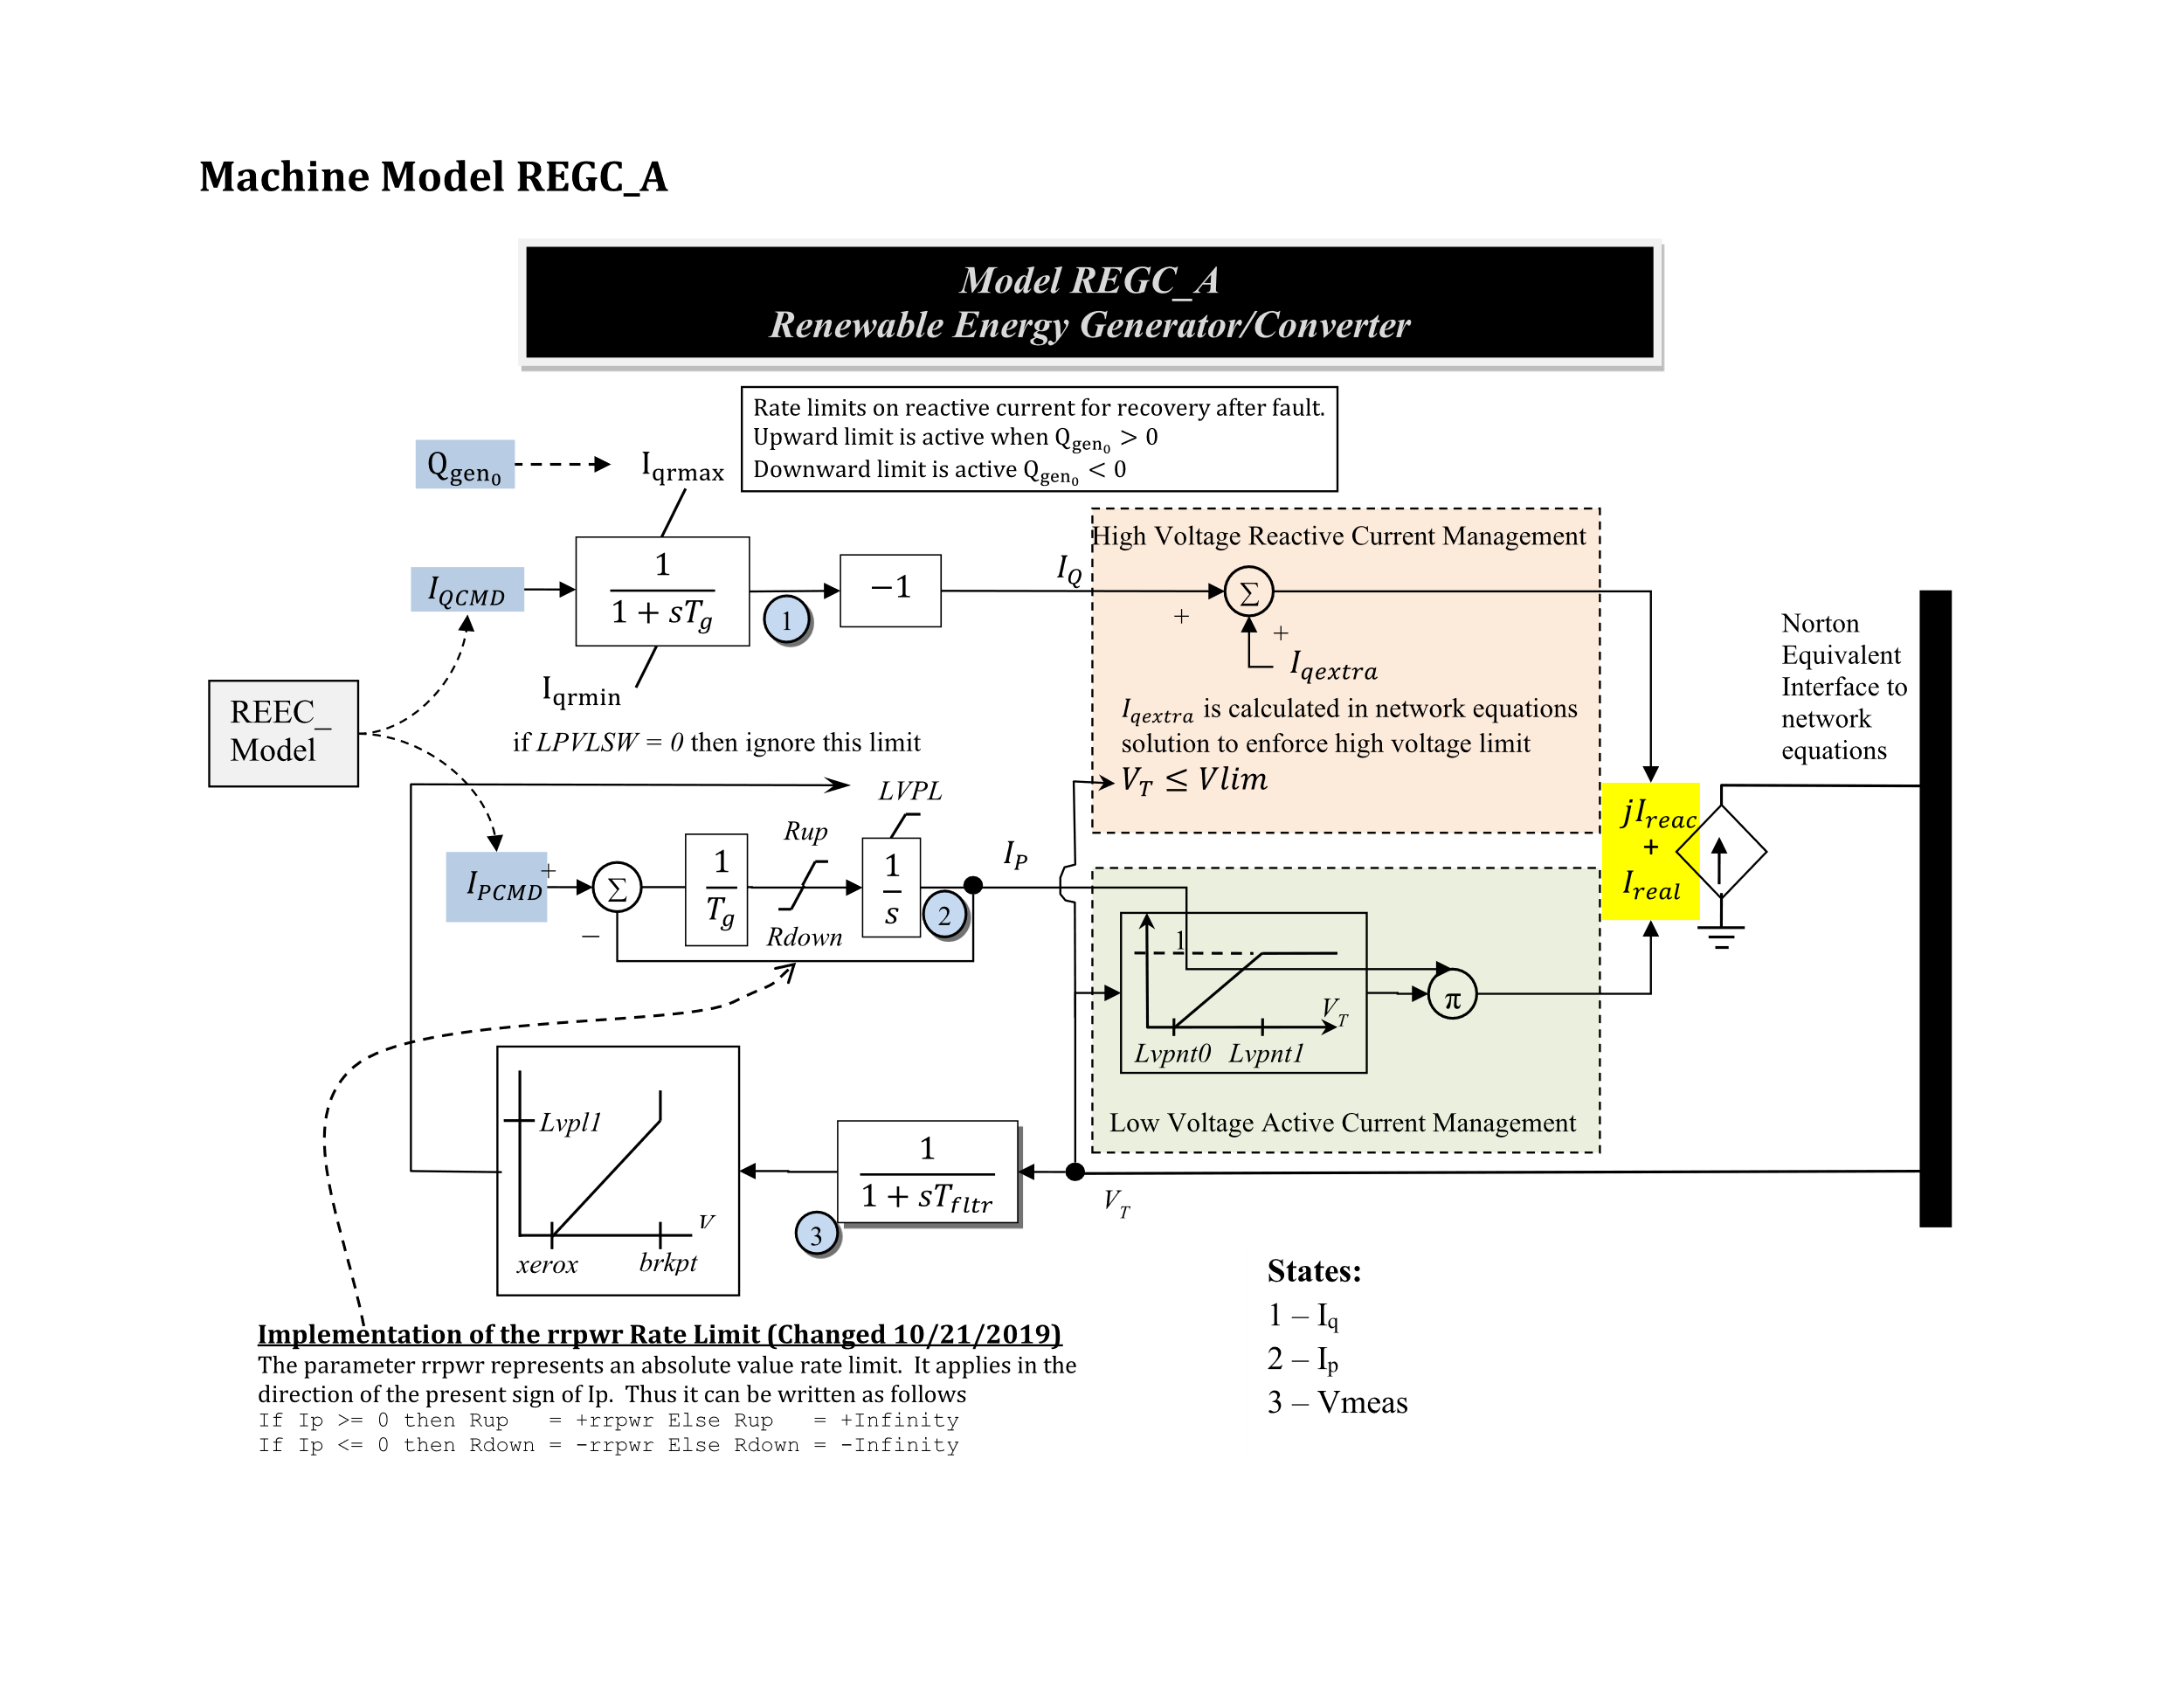 Machine Model REGC_A
Model REGC_A
Renewable Energy Generator/Converter
Rate limits on reactive current for recovery after fault.
Upward limit is active when Qgen₀ > 0
Downward limit is active Qgen₀ < 0
Qgen₀
Iqrmax
High Voltage Reactive Current Management
IQCMD
1
1 + sTg
1
−1
IQ
Σ
+
+
Iqextra
Iqextra is calculated in network equations
solution to enforce high voltage limit
VT ≤ Vlim
Norton
Equivalent
Interface to
network
equations
Iqrmin
REEC_
Model
if LPVLSW = 0 then ignore this limit
LVPL
Rup
IPCMD
+
Σ
−
1
Tg
Rdown
1
s
2
IP
jIreac
+
Ireal
1
VT
Lvpnt0 Lvpnt1
π
Low Voltage Active Current Management
Lvpl1
V
xerox brkpt
1
1 + sTfltr
3
VT
States:
1 – Iq
2 – Ip
3 – Vmeas
Implementation of the rrpwr Rate Limit (Changed 10/21/2019)
The parameter rrpwr represents an absolute value rate limit. It applies in the
direction of the present sign of Ip. Thus it can be written as follows
If Ip >= 0 then Rup   = +rrpwr Else Rup   = +Infinity
If Ip <= 0 then Rdown = -rrpwr Else Rdown = -Infinity